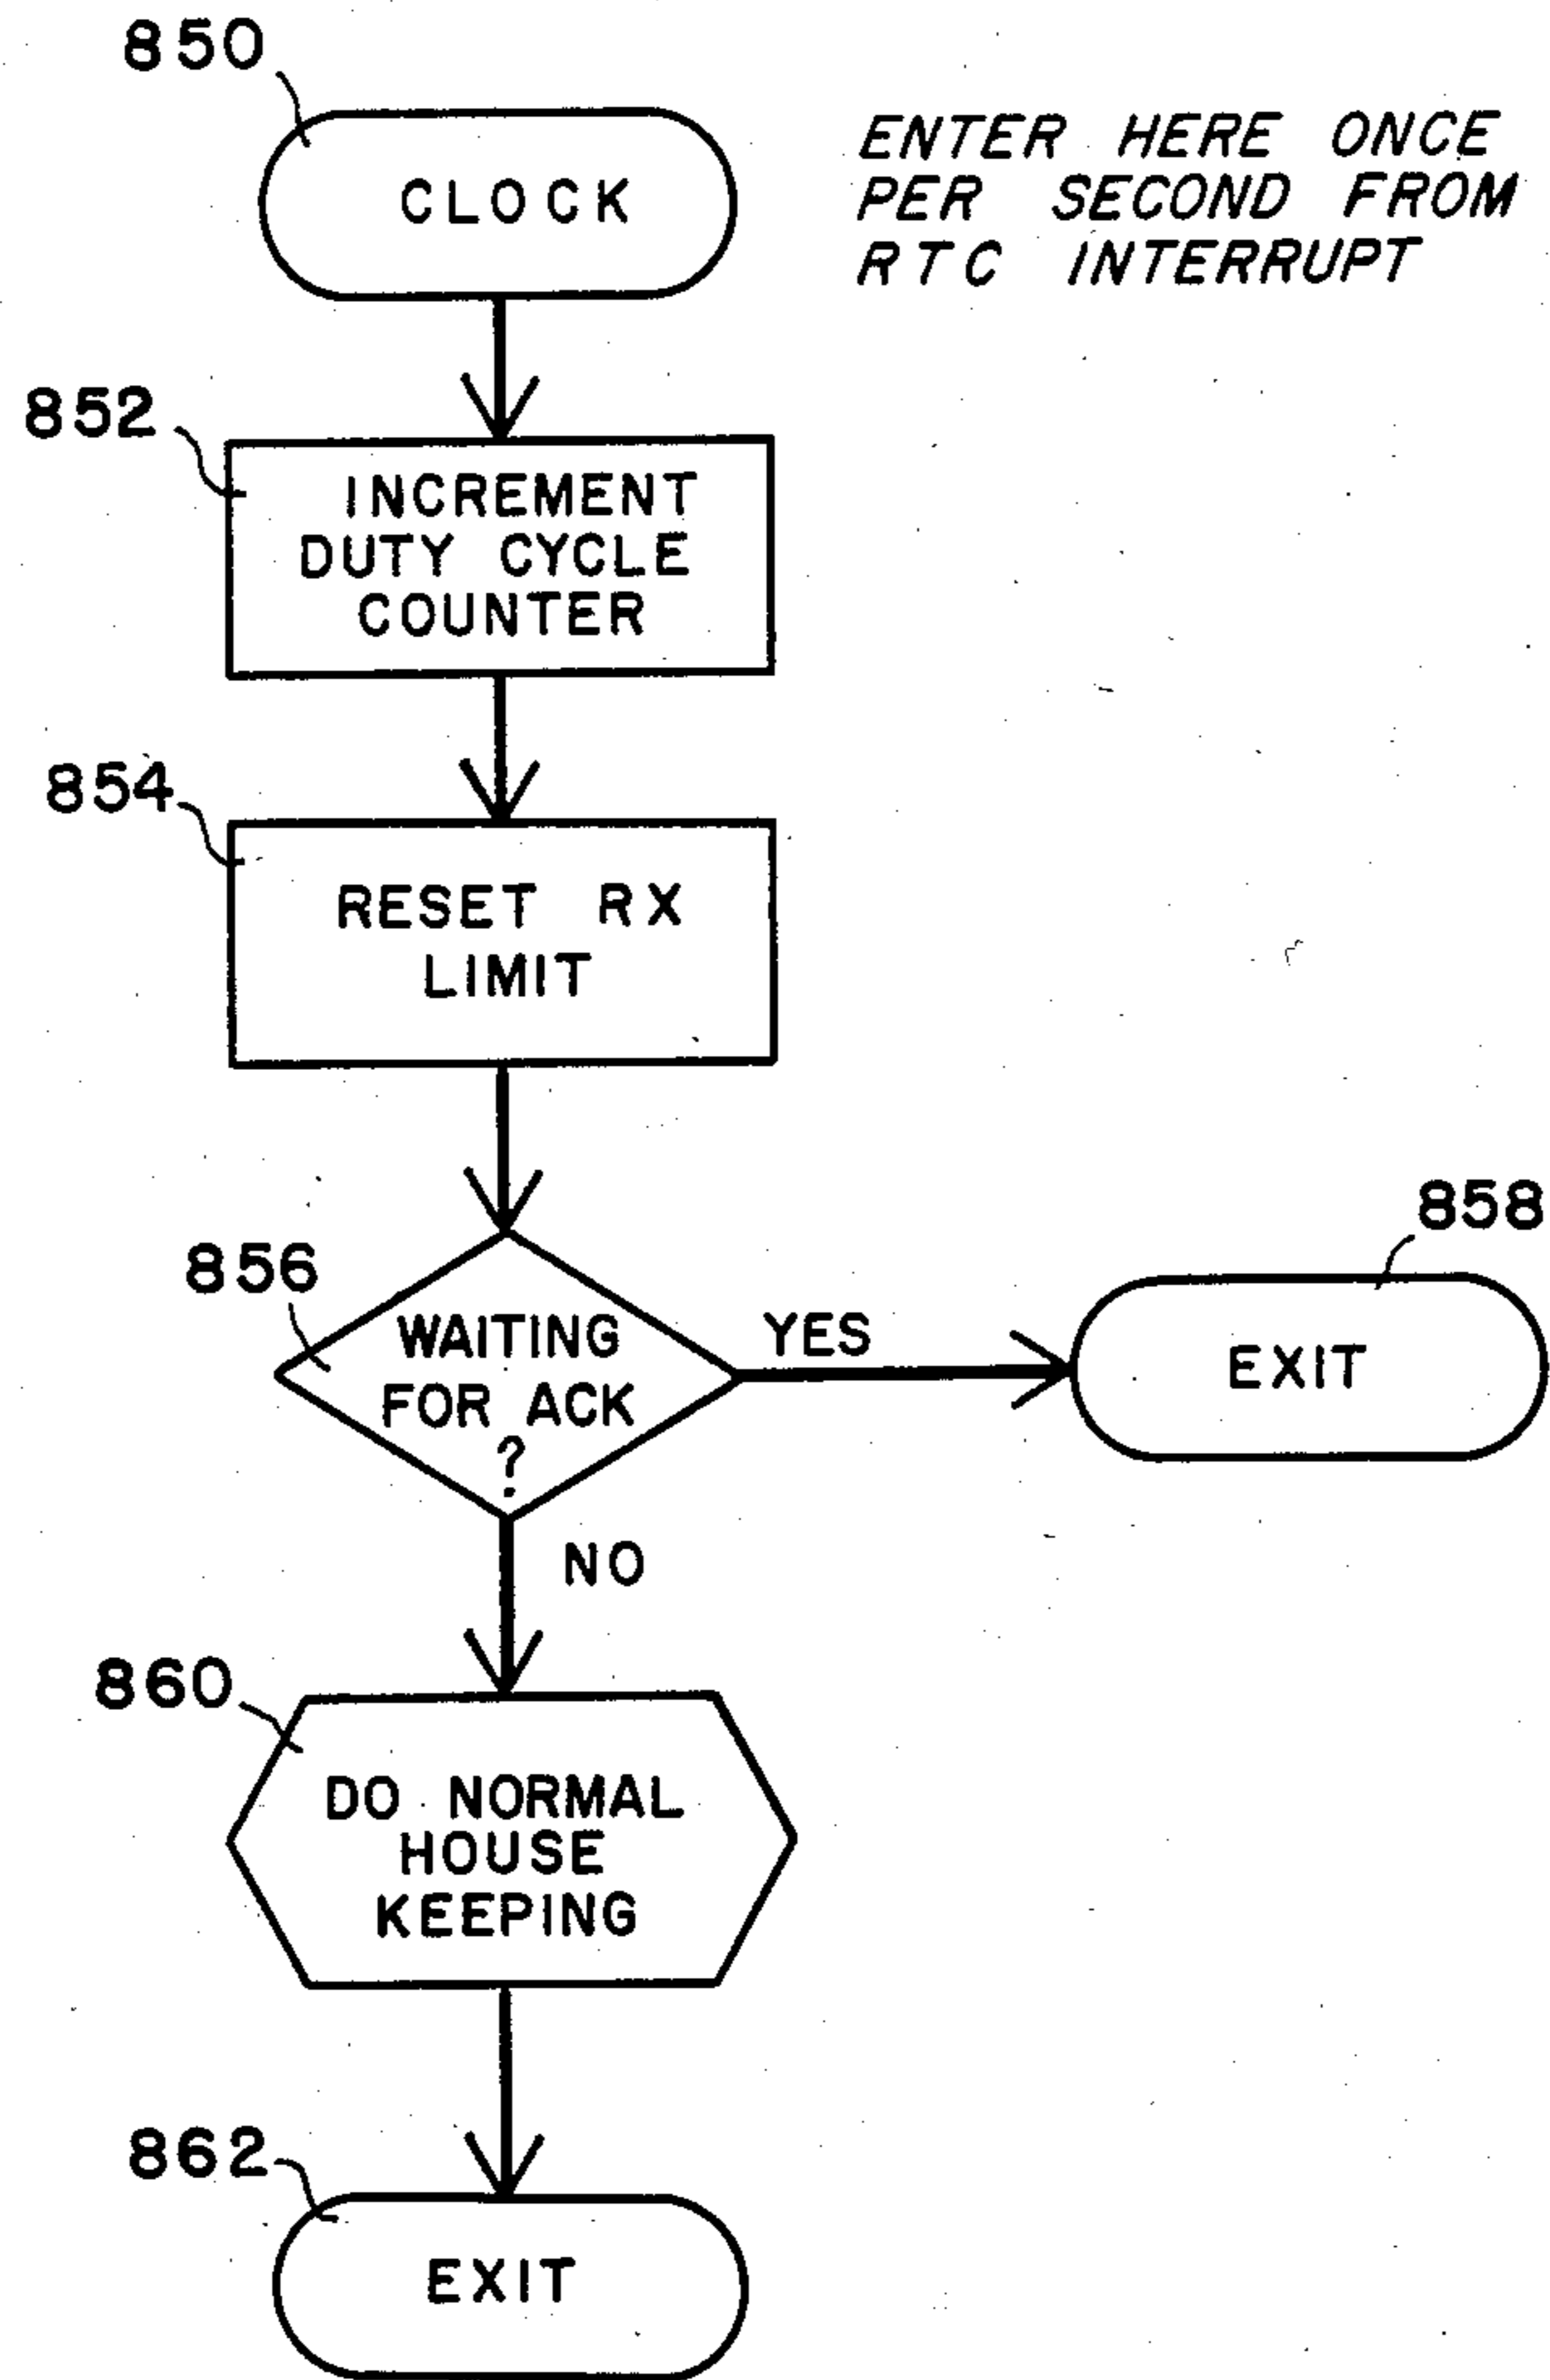 850
CLOCK
ENTER HERE ONCE
PER SECOND FROM
RTC INTERRUPT
852
INCREMENT
DUTY CYCLE
COUNTER
854
RESET RX
LIMIT
856
WAITING
FOR ACK
?
YES
858
EXIT
NO
860
DO NORMAL
HOUSE
KEEPING
862
EXIT